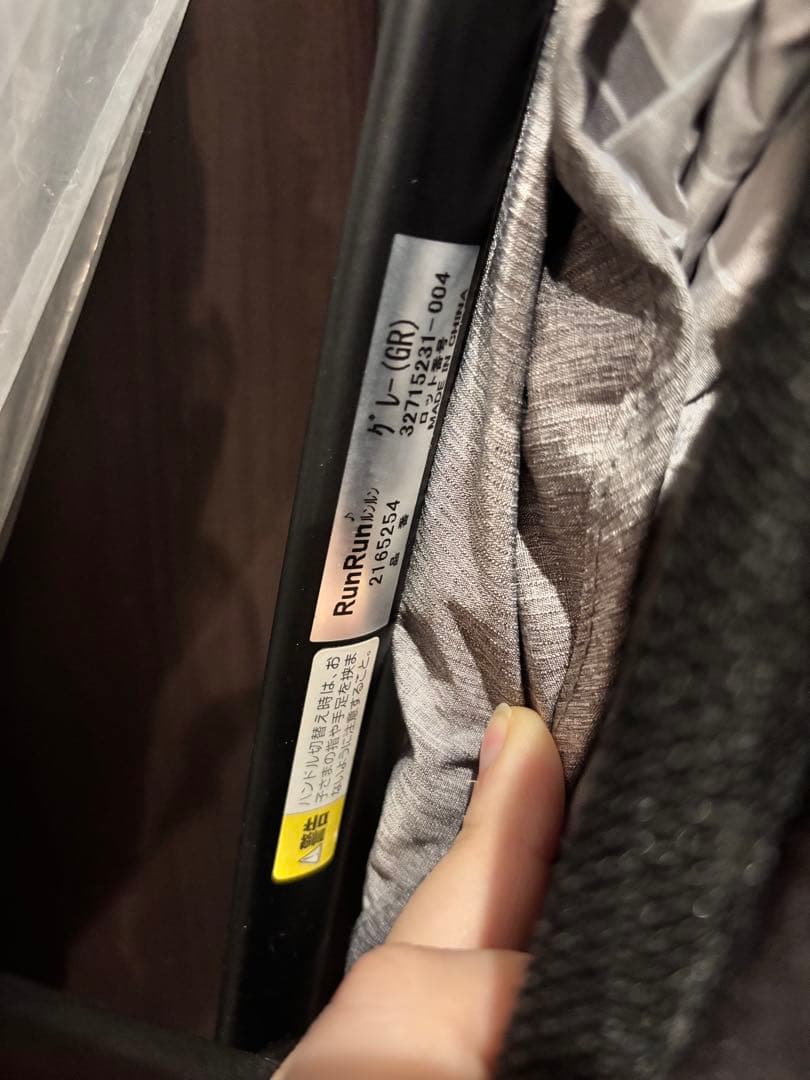 RunRun♪ルンルン
グレー(GR)
2165254
32715231-004
品番
ロット番号
MADE IN CHINA
⚠警告
ハンドル切替え時は、お
子さまの指や手足を挟ま
ないように注意すること。